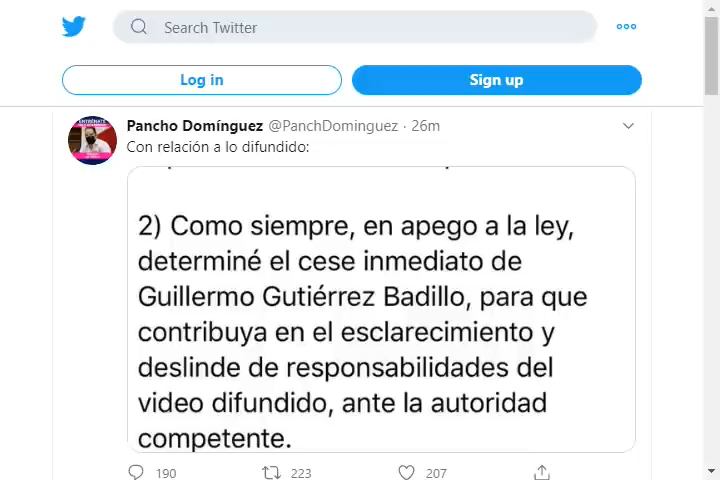 Search Twitter
Log in
Sign up
Pancho Domínguez @PanchDominguez · 26m
Con relación a lo difundido:
2) Como siempre, en apego a la ley,
determiné el cese inmediato de
Guillermo Gutiérrez Badillo, para que
contribuya en el esclarecimiento y
deslinde de responsabilidades del
video difundido, ante la autoridad
competente.
190 223 207